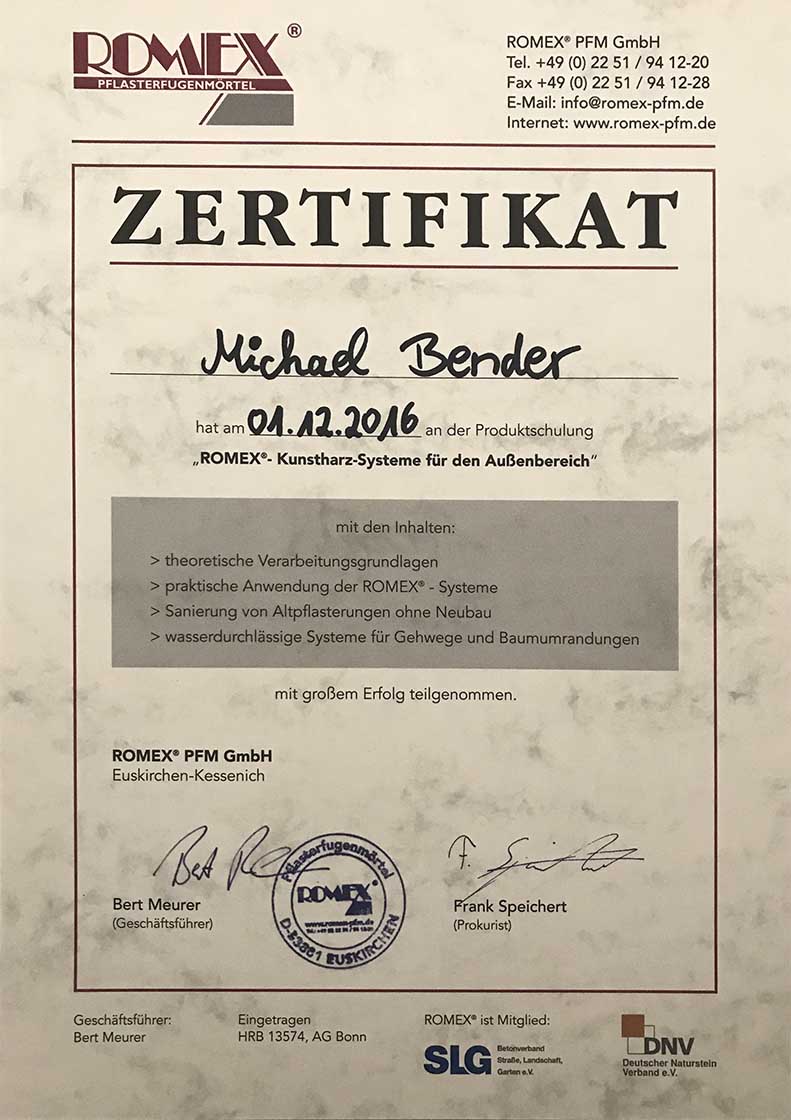 ROMEX®
PFLASTERFUGENMÖRTEL
ROMEX® PFM GmbH
Tel. +49 (0) 22 51 / 94 12-20
Fax +49 (0) 22 51 / 94 12-28
E-Mail: info@romex-pfm.de
Internet: www.romex-pfm.de
ZERTIFIKAT
Michael Bender
hat am 01.12.2016 an der Produktschulung
„ROMEX®- Kunstharz-Systeme für den Außenbereich“
mit den Inhalten:
> theoretische Verarbeitungsgrundlagen
> praktische Anwendung der ROMEX® - Systeme
> Sanierung von Altpflasterungen ohne Neubau
> wasserdurchlässige Systeme für Gehwege und Baumumrandungen
mit großem Erfolg teilgenommen.
ROMEX® PFM GmbH
Euskirchen-Kessenich
Pflasterfugenmörtel
ROMEX®
www.romex-pfm.de
D-53881 EUSKIRCHEN
Bert Meurer
(Geschäftsführer)
Frank Speichert
(Prokurist)
Geschäftsführer:
Bert Meurer
Eingetragen
HRB 13574, AG Bonn
ROMEX® ist Mitglied:
SLG
Betonverband
Straße, Landschaft,
Garten e.V.
DNV
Deutscher Naturstein
Verband e.V.